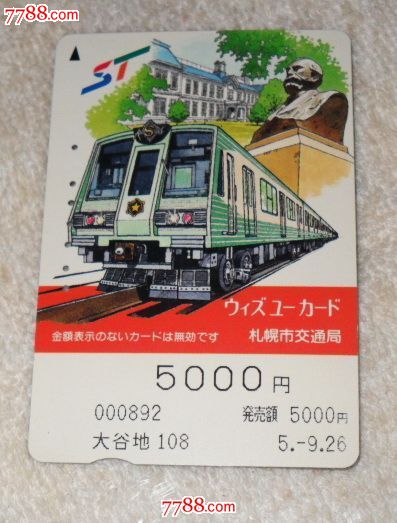 7788.com
ST
ウィズユーカード
金額表示のないカードは無効です 札幌市交通局
5000円
000892 発売額 5000円
大谷地 108 5.-9.26
7788.com